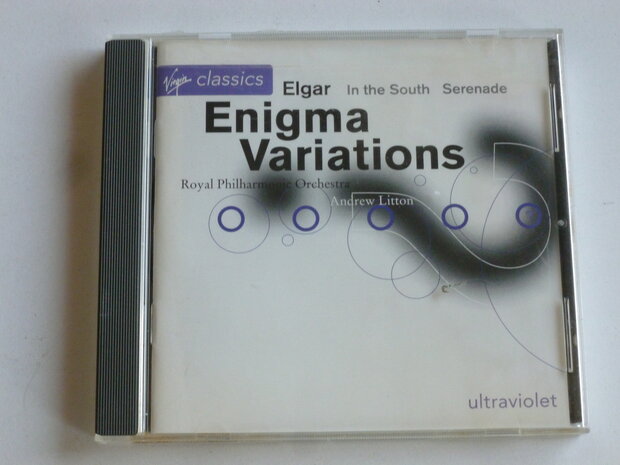 Virgin classics
Elgar In the South Serenade
Enigma
Variations
Royal Philharmonic Orchestra
Andrew Litton
ultraviolet